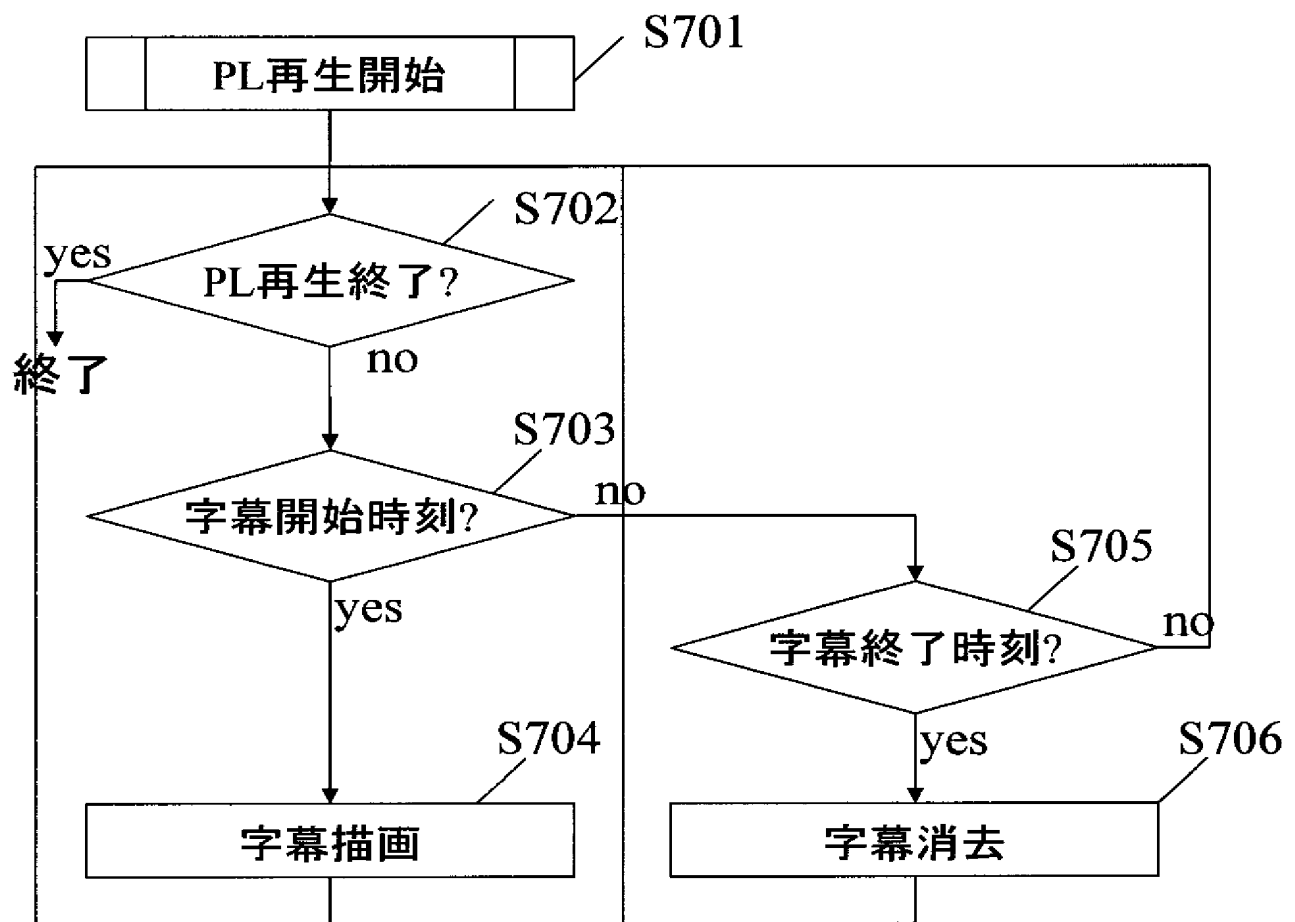 S701
PL再生開始
S702
yes
PL再生終了?
終了
no
S703
字幕開始時刻?
no
S705
yes
字幕終了時刻?
no
S704
yes
S706
字幕描画
字幕消去